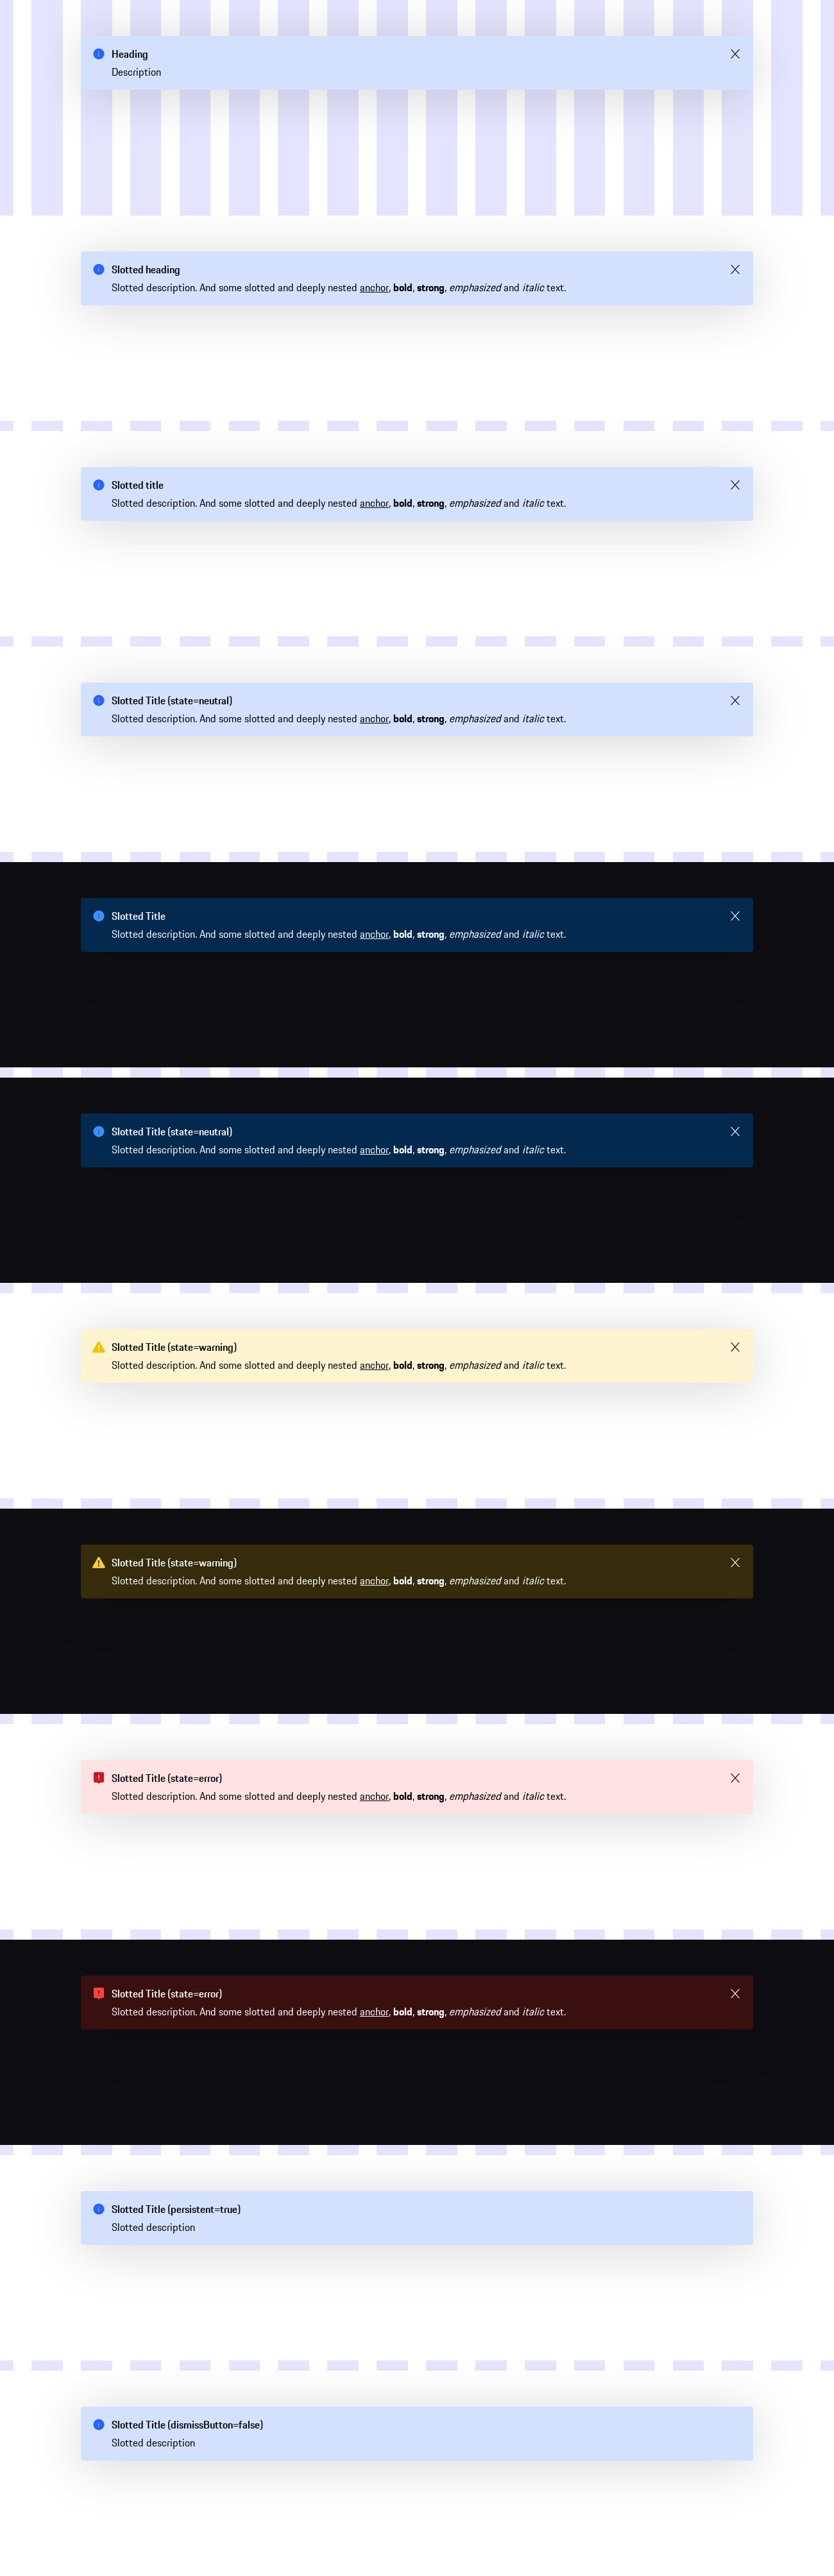 Heading
Description
Slotted heading
Slotted description. And some slotted and deeply nested anchor, bold, strong, emphasized and italic text.
Slotted title
Slotted description. And some slotted and deeply nested anchor, bold, strong, emphasized and italic text.
Slotted Title (state=neutral)
Slotted description. And some slotted and deeply nested anchor, bold, strong, emphasized and italic text.
Slotted Title
Slotted description. And some slotted and deeply nested anchor, bold, strong, emphasized and italic text.
Slotted Title (state=neutral)
Slotted description. And some slotted and deeply nested anchor, bold, strong, emphasized and italic text.
Slotted Title (state=warning)
Slotted description. And some slotted and deeply nested anchor, bold, strong, emphasized and italic text.
Slotted Title (state=warning)
Slotted description. And some slotted and deeply nested anchor, bold, strong, emphasized and italic text.
Slotted Title (state=error)
Slotted description. And some slotted and deeply nested anchor, bold, strong, emphasized and italic text.
Slotted Title (state=error)
Slotted description. And some slotted and deeply nested anchor, bold, strong, emphasized and italic text.
Slotted Title (persistent=true)
Slotted description
Slotted Title (dismissButton=false)
Slotted description